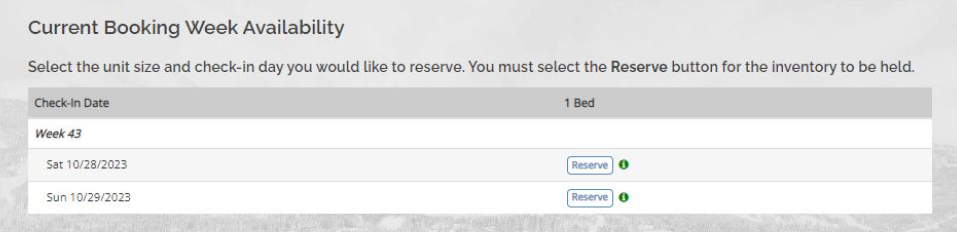 Current Booking Week Availability
Select the unit size and check-in day you would like to reserve. You must select the Reserve button for the inventory to be held.
Check-In Date 1 Bed
Week 43
Sat 10/28/2023 Reserve
Sun 10/29/2023 Reserve